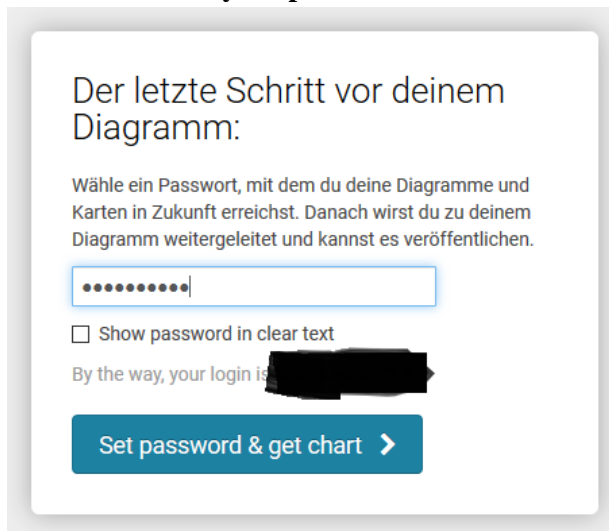 Der letzte Schritt vor deinem
Diagramm:
Wähle ein Passwort, mit dem du deine Diagramme und
Karten in Zukunft erreichst. Danach wirst du zu deinem
Diagramm weitergeleitet und kannst es veröffentlichen.
••••••••••
Show password in clear text
By the way, your login is
Set password & get chart